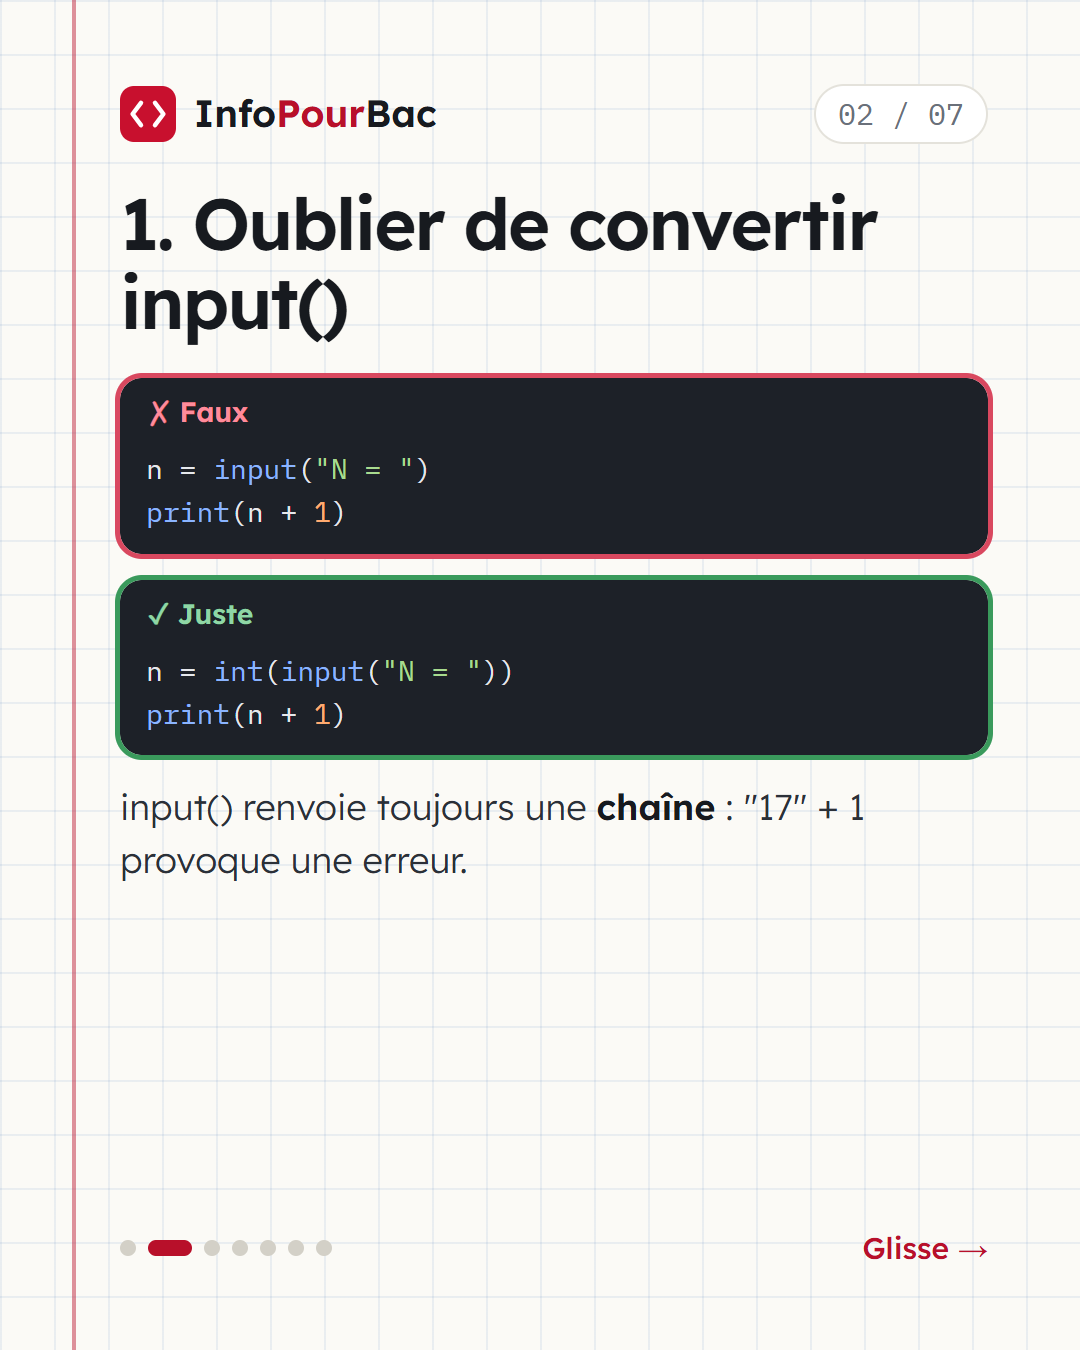 InfoPourBac
02 / 07
1. Oublier de convertir
input()
✗ Faux
n = input("N = ")
print(n + 1)
✓ Juste
n = int(input("N = "))
print(n + 1)
input() renvoie toujours une chaîne : "17" + 1
provoque une erreur.
Glisse →